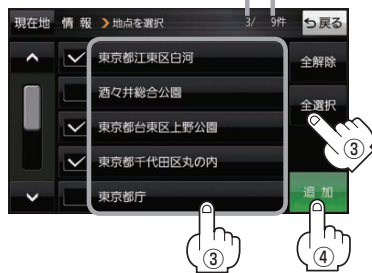 現在地 情 報 地点を選択 3/ 9件 戻る
東京都江東区白河 全解除
酒々井総合公園
全選択
東京都台東区上野公園
③
東京都千代田区丸の内
東京都庁 追 加
③ ④